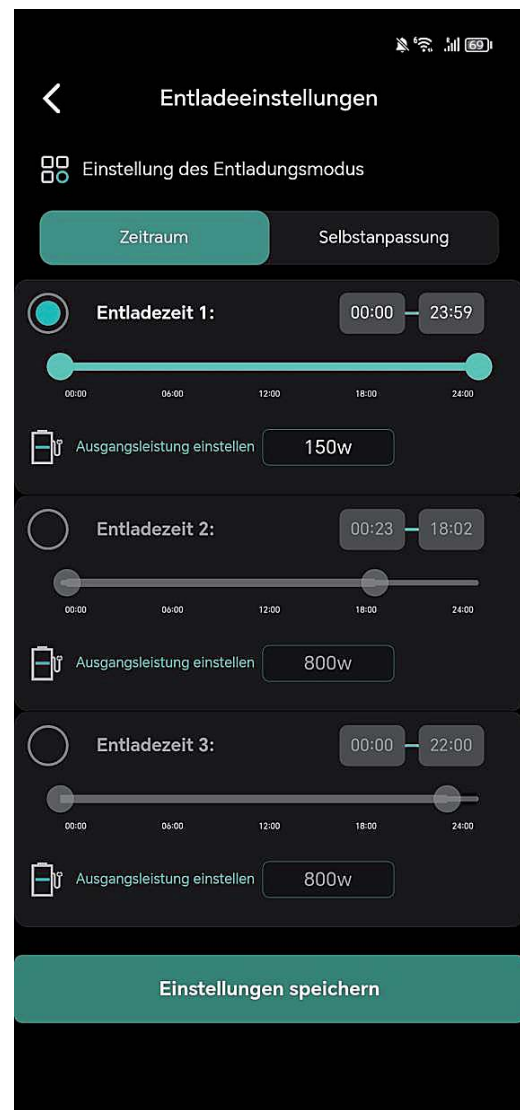 69
Entladeeinstellungen
Einstellung des Entladungsmodus
Zeitraum Selbstanpassung
Entladezeit 1: 00:00 – 23:59
00:00 06:00 12:00 18:00 24:00
Ausgangsleistung einstellen 150w
Entladezeit 2: 00:23 – 18:02
00:00 06:00 12:00 18:00 24:00
Ausgangsleistung einstellen 800w
Entladezeit 3: 00:00 – 22:00
00:00 06:00 12:00 18:00 24:00
Ausgangsleistung einstellen 800w
Einstellungen speichern